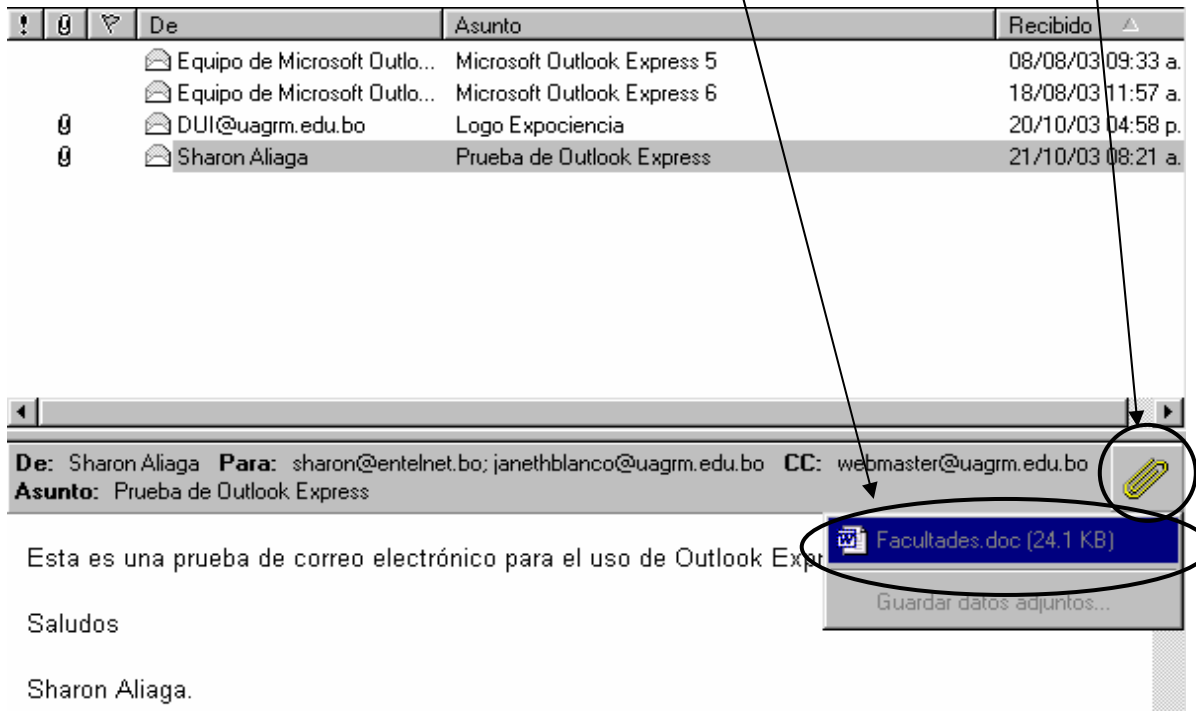 ! De Asunto Recibido
Equipo de Microsoft Outlo... Microsoft Outlook Express 5 08/08/03 09:33 a.
Equipo de Microsoft Outlo... Microsoft Outlook Express 6 18/08/03 11:57 a.
DUI@uagrm.edu.bo Logo Expociencia 20/10/03 04:58 p.
Sharon Aliaga Prueba de Outlook Express 21/10/03 08:21 a.
De: Sharon Aliaga Para: sharon@entelnet.bo; janethblanco@uagrm.edu.bo CC: webmaster@uagrm.edu.bo
Asunto: Prueba de Outlook Express
Facultades.doc (24.1 KB)
Esta es una prueba de correo electrónico para el uso de Outlook Expr
Guardar datos adjuntos...
Saludos
Sharon Aliaga.